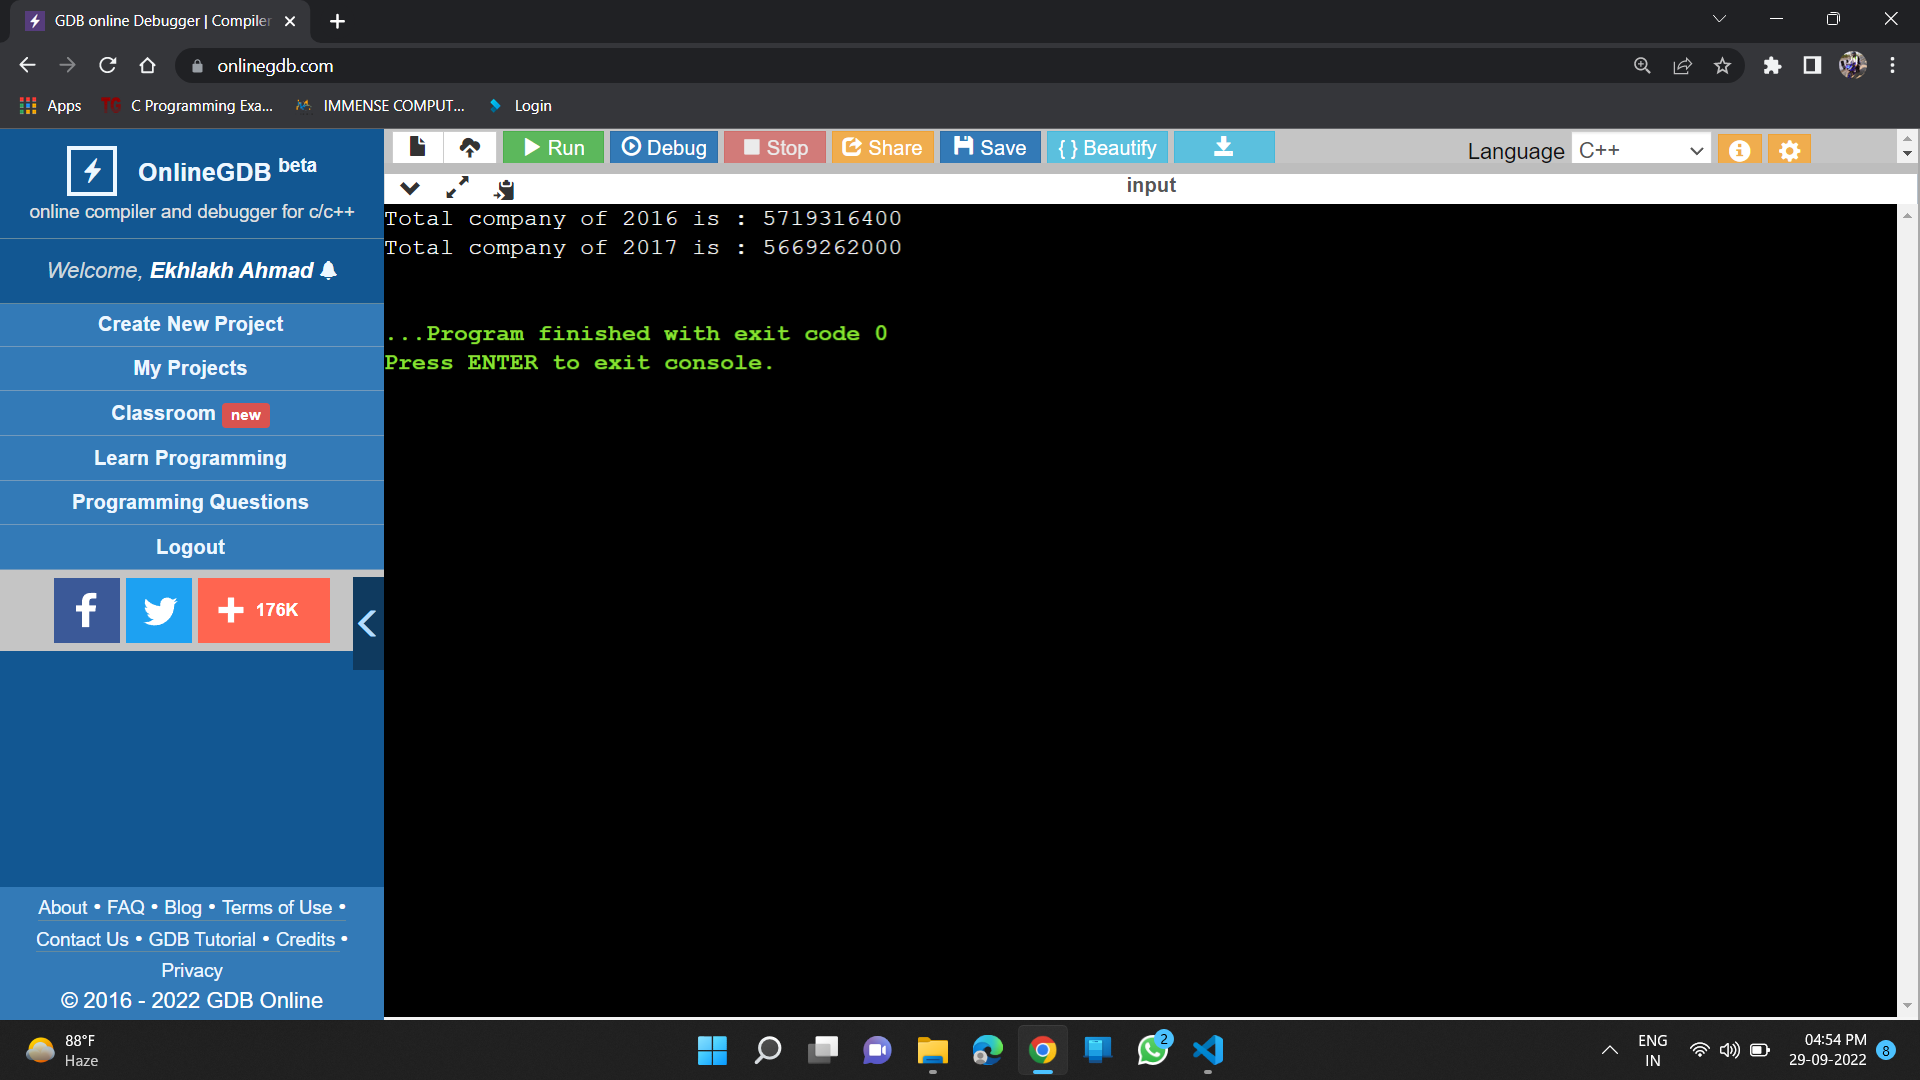 GDB online Debugger | Compiler
onlinegdb.com
Apps
C Programming Exa...
IMMENSE COMPUT...
Login
OnlineGDB beta
online compiler and debugger for c/c++
Welcome, Ekhlakh Ahmad
Create New Project
My Projects
Classroom new
Learn Programming
Programming Questions
Logout
f
176K
About • FAQ • Blog • Terms of Use •
Contact Us • GDB Tutorial • Credits •
Privacy
© 2016 - 2022 GDB Online
Run
Debug
Stop
Share
Save
{ } Beautify
Language C++
input
Total company of 2016 is : 5719316400
Total company of 2017 is : 5669262000
...Program finished with exit code 0
Press ENTER to exit console.
88°F
Haze
2
ENG
IN
04:54 PM
29-09-2022
8